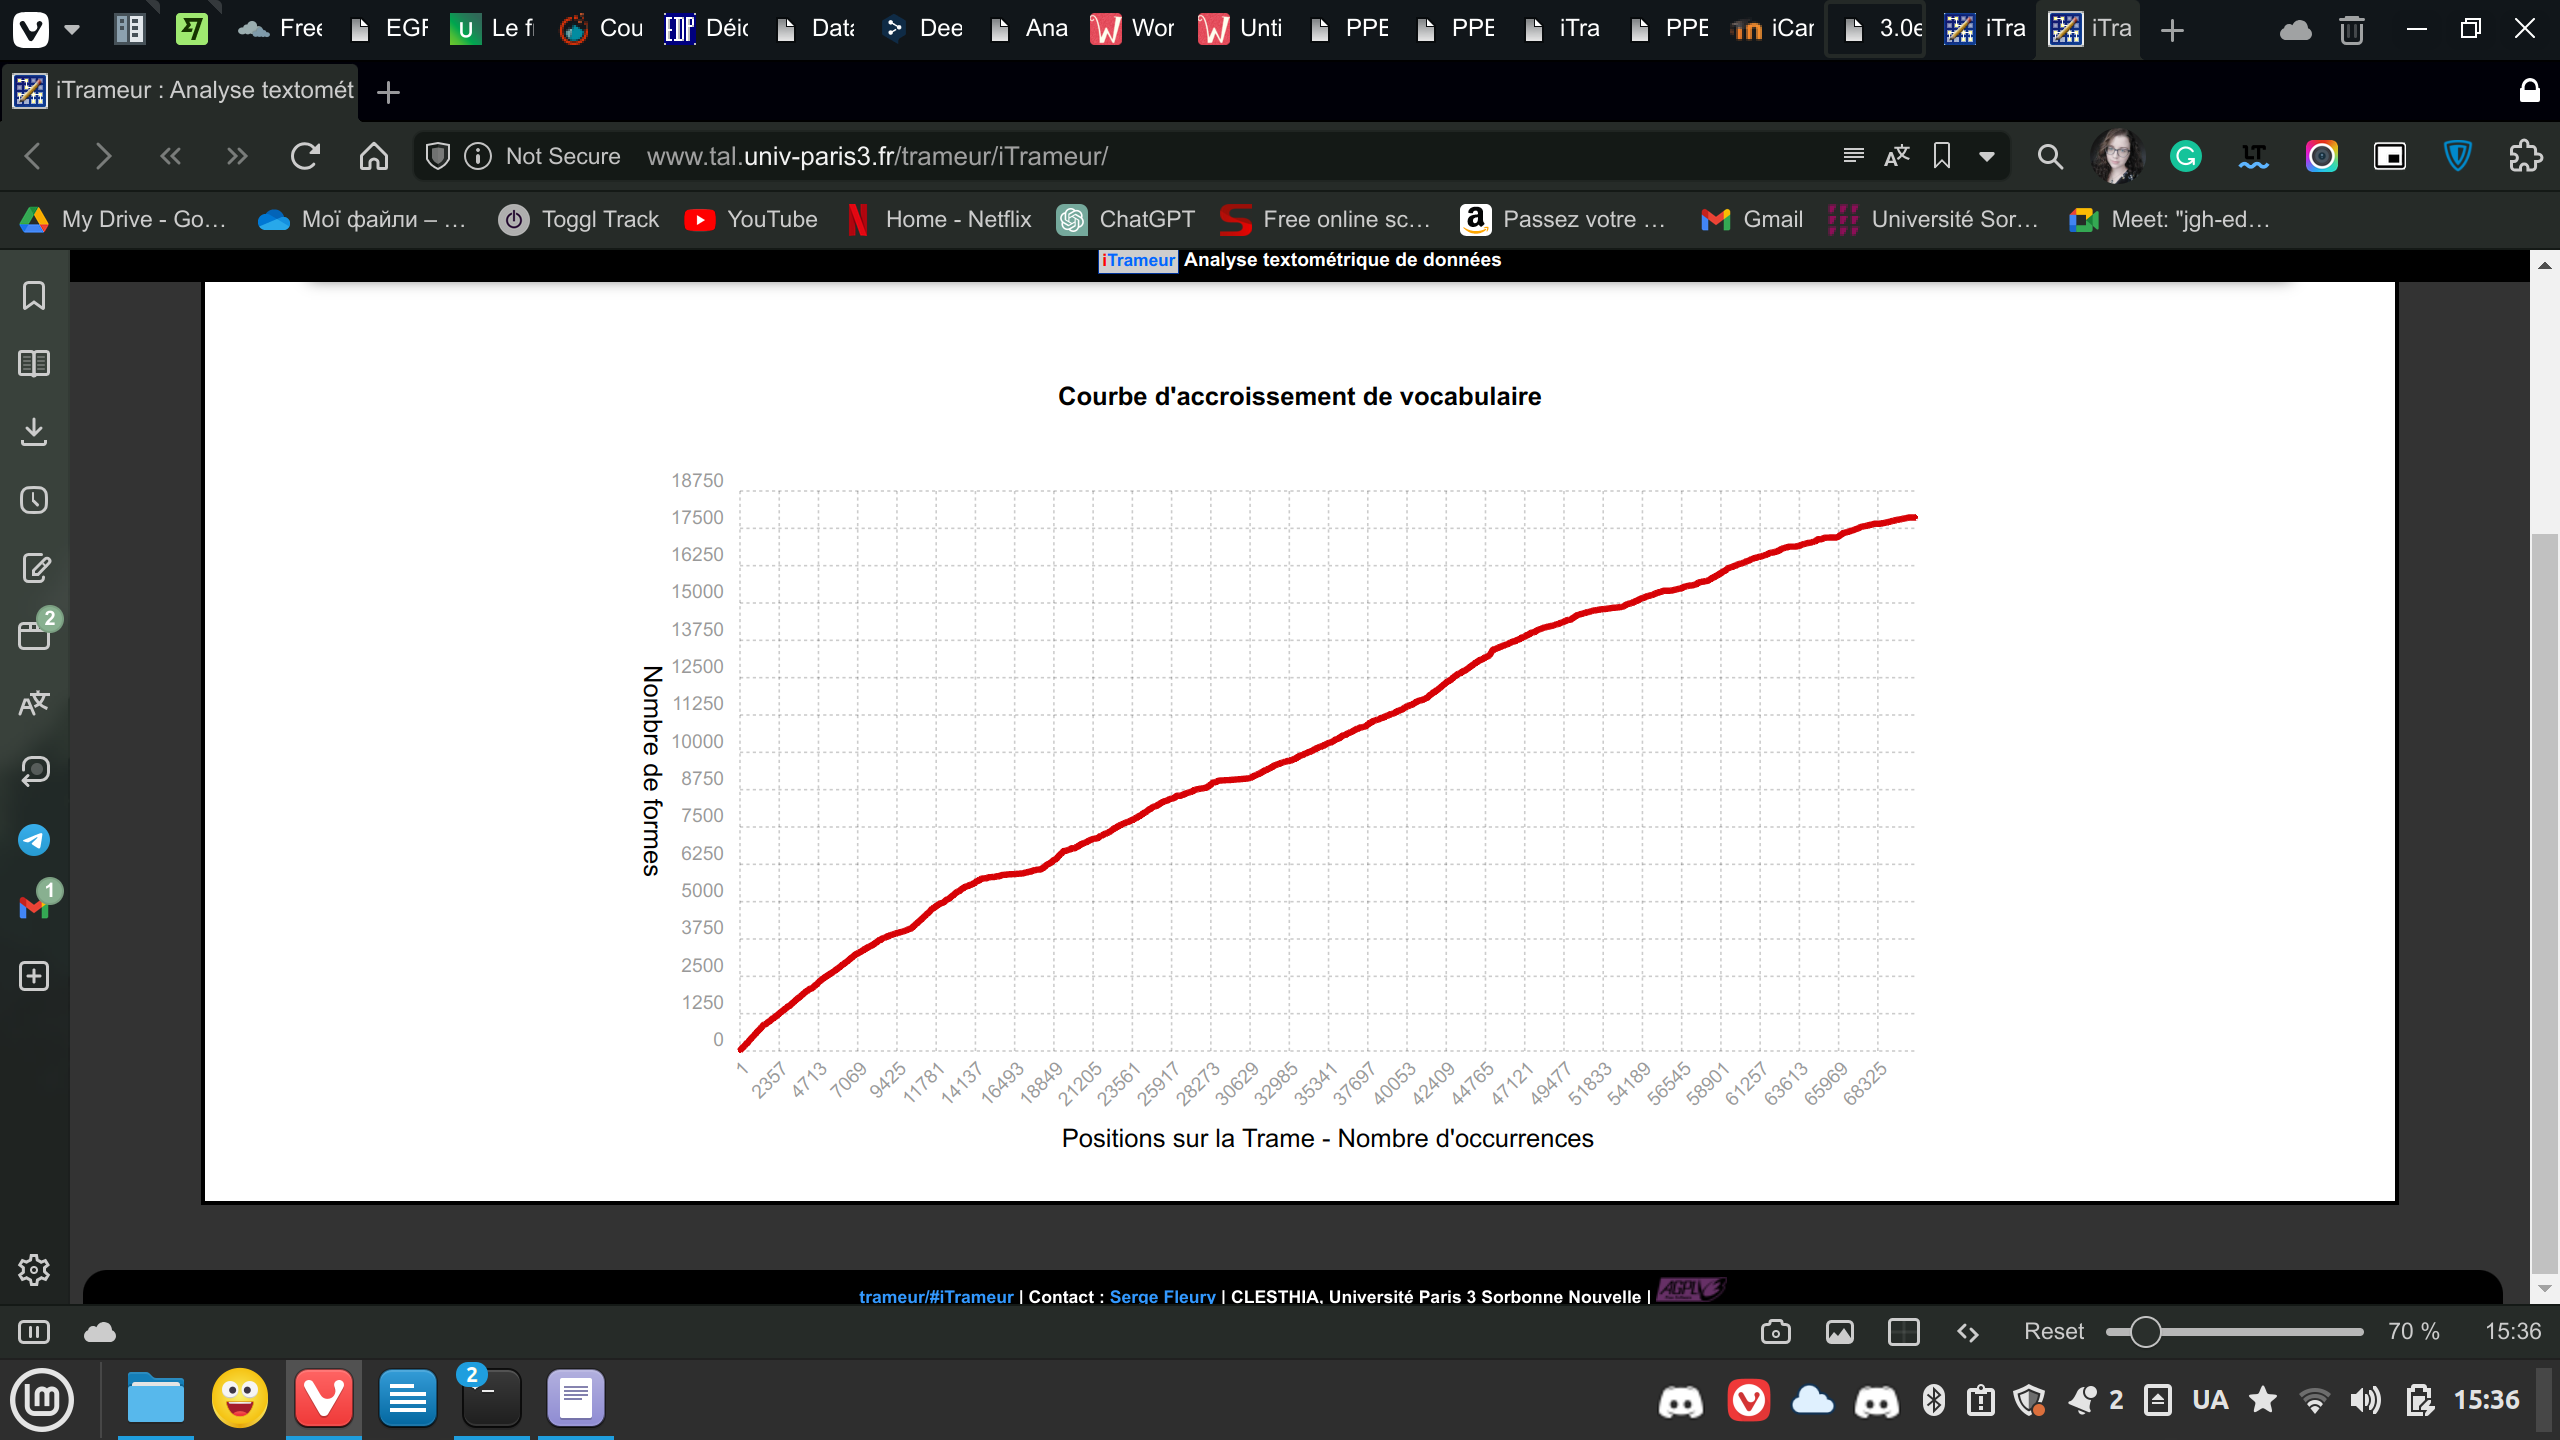 Free EGF Le fi Cou Déic Data Dee Ana Wor Unti PPE PPE iTra PPE iCar 3.0e iTra iTra
iTrameur : Analyse textomét
Not Secure www.tal.univ-paris3.fr/trameur/iTrameur/
My Drive - Go... Мої файли – ... Toggl Track YouTube Home - Netflix ChatGPT Free online sc... Passez votre ... Gmail Université Sor... Meet: "jgh-ed...
iTrameur Analyse textométrique de données
Courbe d'accroissement de vocabulaire
18750
17500
16250
15000
13750
12500
11250
10000
8750
7500
6250
5000
3750
2500
1250
0
Nombre de formes
1 2357 4713 7069 9425 11781 14137 16493 18849 21205 23561 25917 28273 30629 32985 35341 37697 40053 42409 44765 47121 49477 51833 54189 56545 58901 61257 63613 65969 68325
Positions sur la Trame - Nombre d'occurrences
2
1
trameur/#iTrameur | Contact : Serge Fleury | CLESTHIA, Université Paris 3 Sorbonne Nouvelle | AGPLV3
Reset 70 % 15:36
2
2 UA 15:36